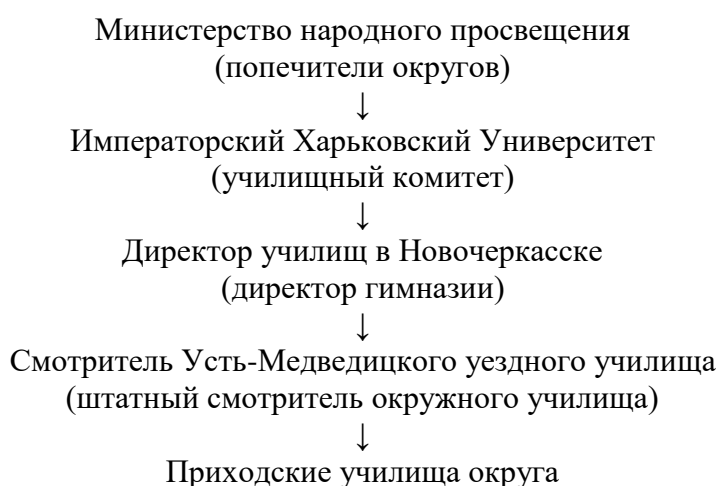 Министерство народного просвещения
(попечители округов)
↓
Императорский Харьковский Университет
(училищный комитет)
↓
Директор училищ в Новочеркасске
(директор гимназии)
↓
Смотритель Усть-Медведицкого уездного училища
(штатный смотритель окружного училища)
↓
Приходские училища округа